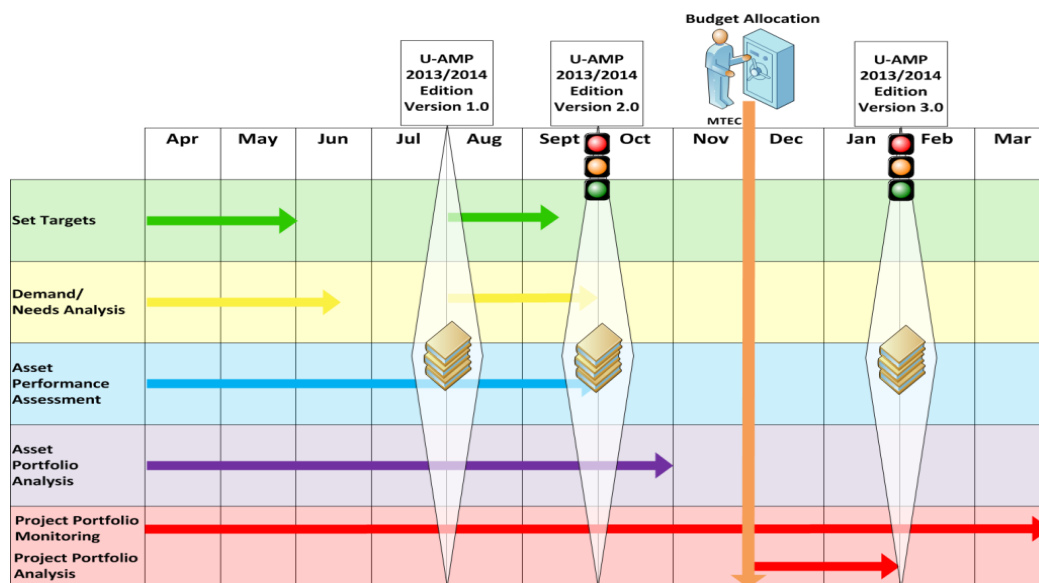 Budget Allocation
U-AMP
2013/2014
Edition
Version 1.0
U-AMP
2013/2014
Edition
Version 2.0
MTEC
U-AMP
2013/2014
Edition
Version 3.0
Apr May Jun Jul Aug Sept Oct Nov Dec Jan Feb Mar
Set Targets
Demand/
Needs Analysis
Asset
Performance
Assessment
Asset
Portfolio
Analysis
Project Portfolio
Monitoring
Project Portfolio
Analysis